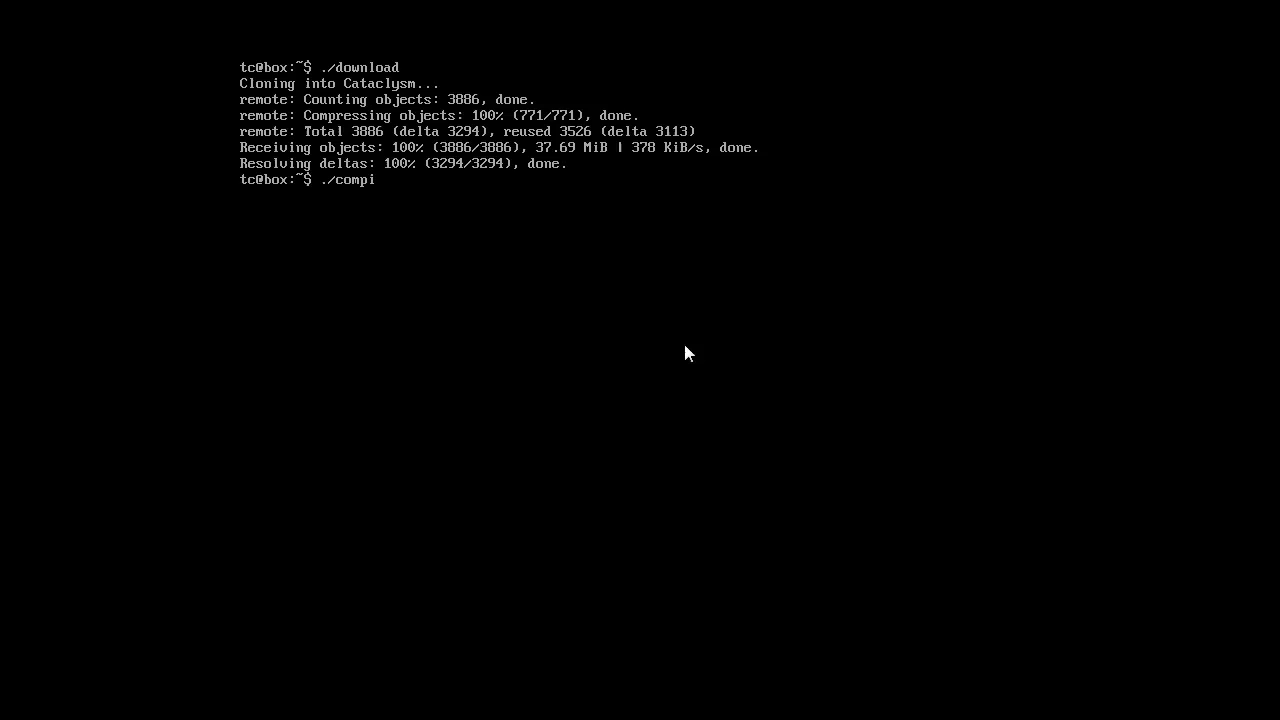 tc@box:~$ ./download
Cloning into Cataclysm...
remote: Counting objects: 3886, done.
remote: Compressing objects: 100% (771/771), done.
remote: Total 3886 (delta 3294), reused 3526 (delta 3113)
Receiving objects: 100% (3886/3886), 37.69 MiB | 378 KiB/s, done.
Resolving deltas: 100% (3294/3294), done.
tc@box:~$ ./compi